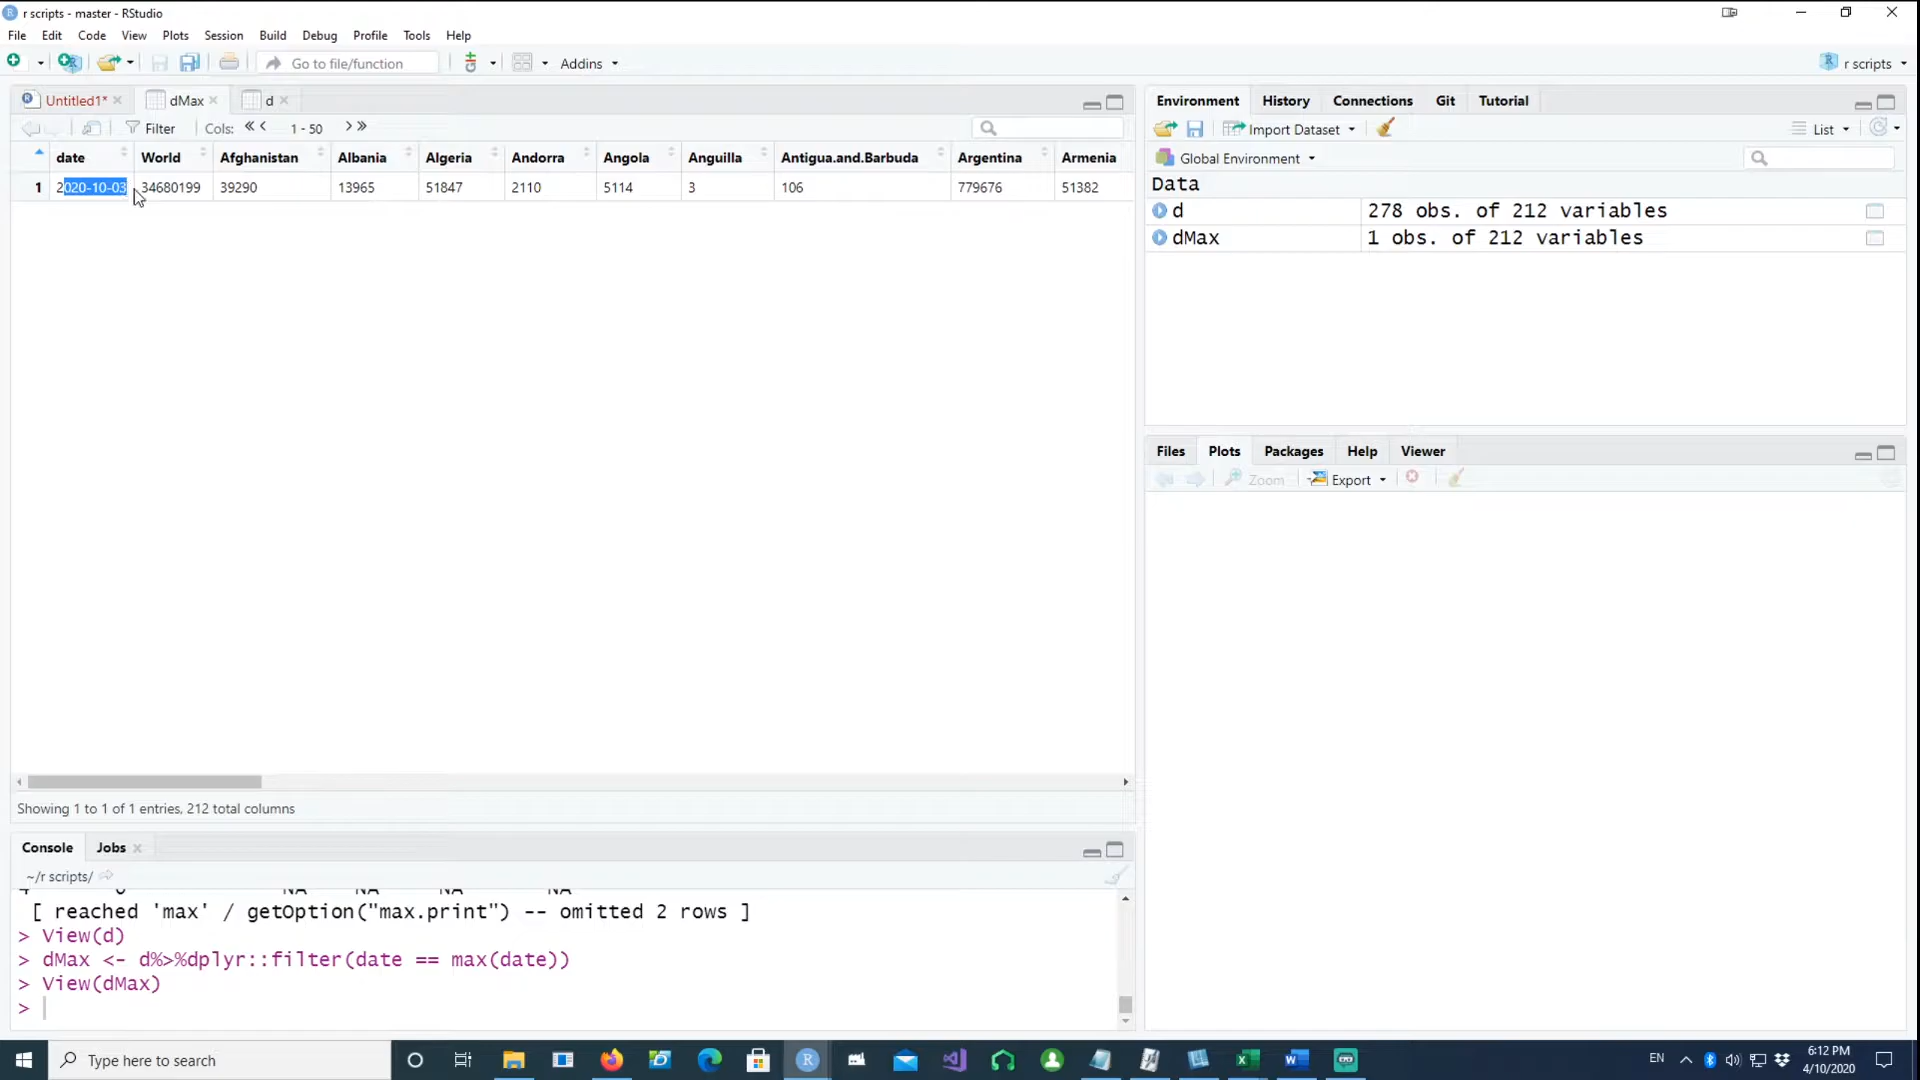 r scripts - master - RStudio
File Edit Code View Plots Session Build Debug Profile Tools Help
Go to file/function Addins r scripts
Untitled1* dMax d
Filter Cols: 1 - 50
date World Afghanistan Albania Algeria Andorra Angola Anguilla Antigua.and.Barbuda Argentina Armenia
1 2020-10-03 34680199 39290 13965 51847 2110 5114 3 106 779676 51382
Showing 1 to 1 of 1 entries, 212 total columns
Console Jobs
~/r scripts/
[ reached 'max' / getOption("max.print") -- omitted 2 rows ]
> View(d)
> dMax <- d%>%dplyr::filter(date == max(date))
> View(dMax)
>
Environment History Connections Git Tutorial
Import Dataset List
Global Environment
Data
d 278 obs. of 212 variables
dMax 1 obs. of 212 variables
Files Plots Packages Help Viewer
Zoom Export
Type here to search
EN
6:12 PM
4/10/2020